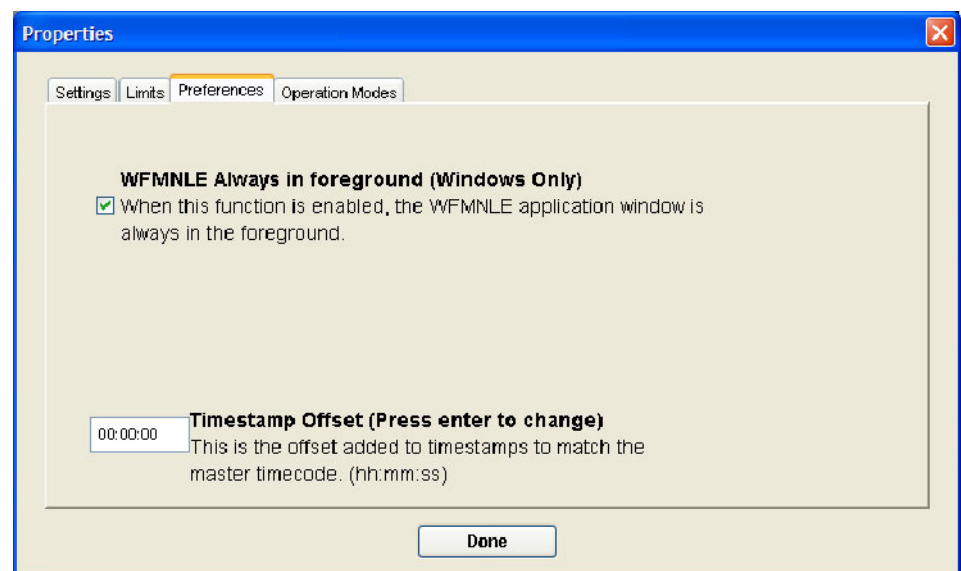 Properties
Settings Limits Preferences Operation Modes
WFMNLE Always in foreground (Windows Only)
When this function is enabled, the WFMNLE application window is
always in the foreground.
00:00:00
Timestamp Offset (Press enter to change)
This is the offset added to timestamps to match the
master timecode. (hh:mm:ss)
Done